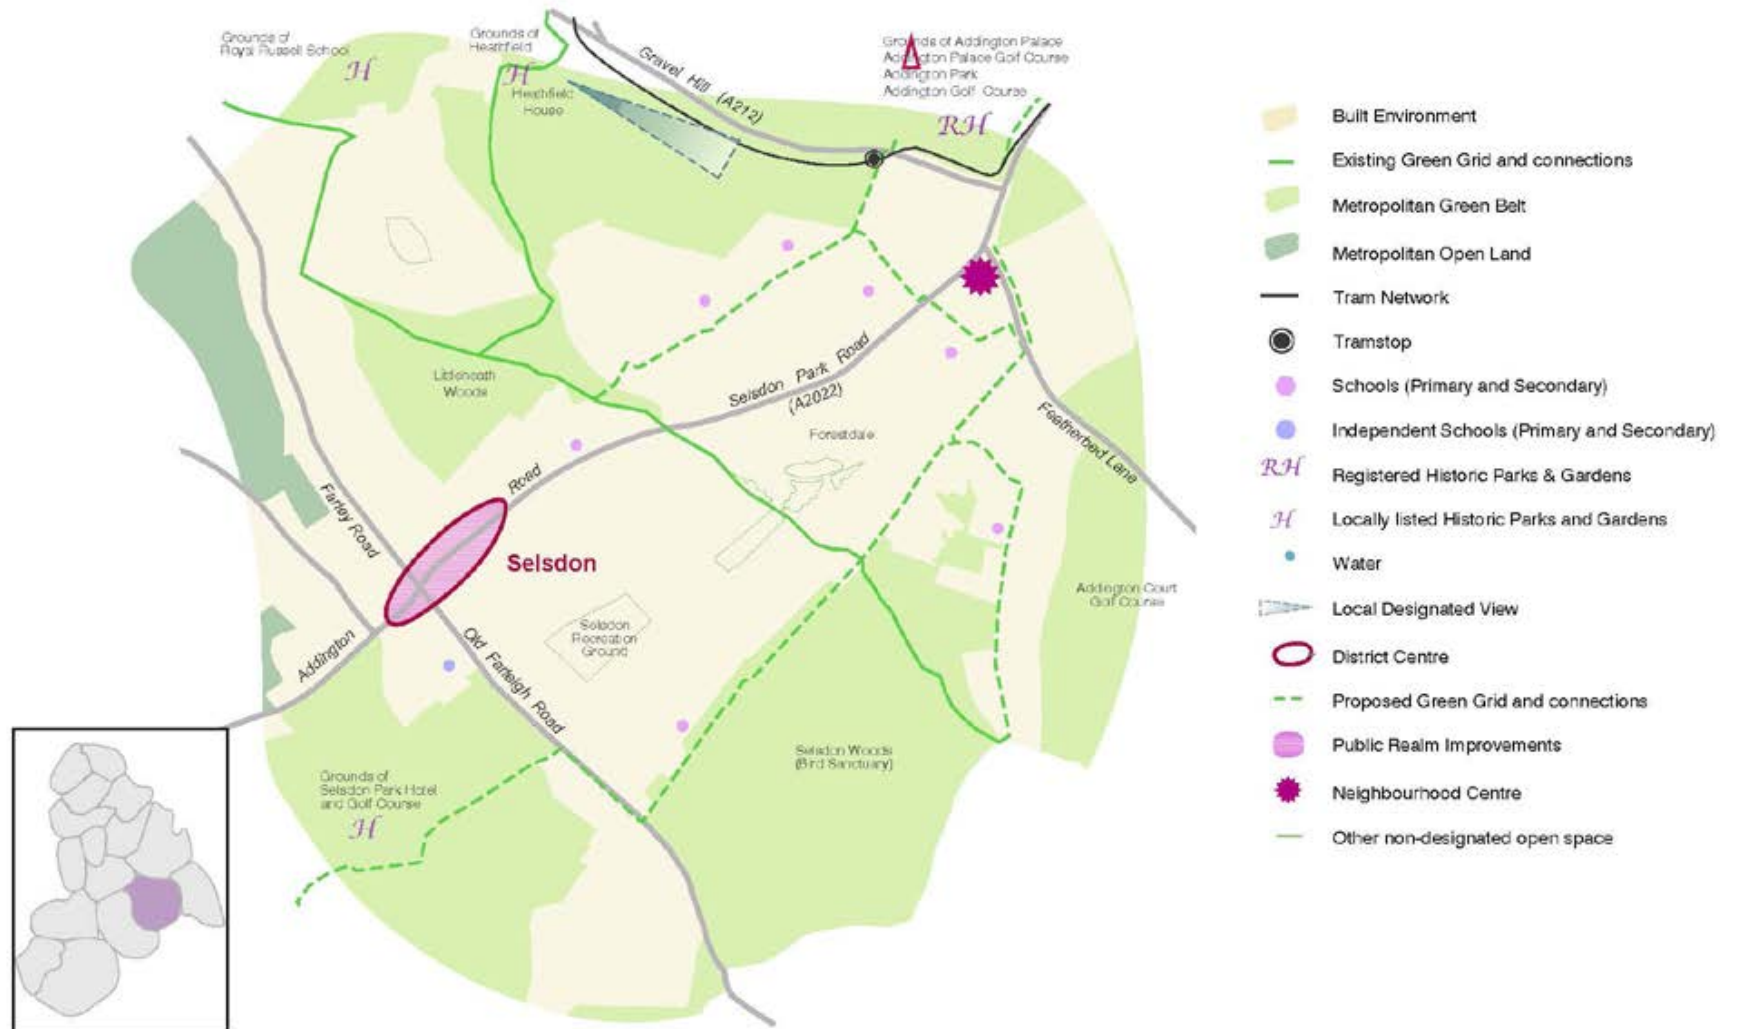 Grounds of
Royal Russell School
H
Grounds of
Heathfield
H
Heathfield
House
Gravel Hill (A212)
Grounds of Addington Palace
Addington Palace Golf Course
Addington Park
Addington Golf Course
RH
Littleheath
Woods
Selsdon Park Road
(A2022)
Forestdale
Featherbed Lane
Farley Road
Road
Selsdon
Addington
Old Farleigh Road
Selsdon
Recreation
Ground
Addington Court
Golf Course
Selsdon Woods
(Bird Sanctuary)
Grounds of
Selsdon Park Hotel
and Golf Course
H
Built Environment
Existing Green Grid and connections
Metropolitan Green Belt
Metropolitan Open Land
Tram Network
Tramstop
Schools (Primary and Secondary)
Independent Schools (Primary and Secondary)
RH Registered Historic Parks & Gardens
H Locally listed Historic Parks and Gardens
Water
Local Designated View
District Centre
Proposed Green Grid and connections
Public Realm Improvements
Neighbourhood Centre
Other non-designated open space